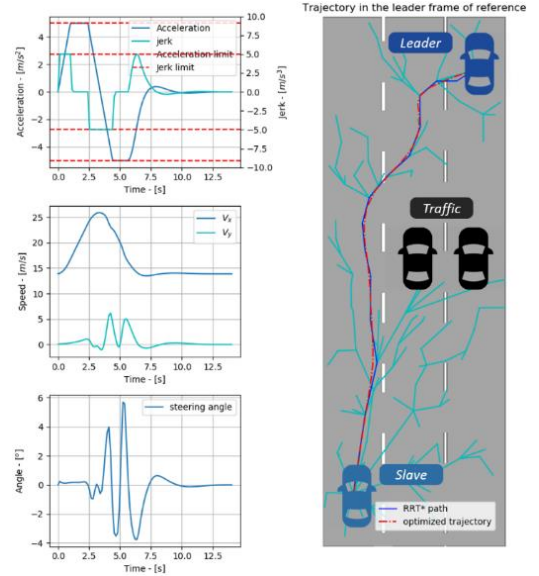 Trajectory in the leader frame of reference
Acceleration - [m/s²]
4
2
0
−2
−4
Acceleration
jerk
Acceleration limit
Jerk limit
10.0
7.5
5.0
2.5
0.0
−2.5
−5.0
−7.5
−10.0
Jerk - [m/s³]
0.0 2.5 5.0 7.5 10.0 12.5
Time - [s]
Speed - [m/s]
25
20
15
10
5
0
Vx
Vy
0.0 2.5 5.0 7.5 10.0 12.5
Time - [s]
Angle - [°]
6
4
2
0
−2
−4
steering angle
0.0 2.5 5.0 7.5 10.0 12.5
Time - [s]
Leader
Traffic
Slave
RRT* path
optimized trajectory